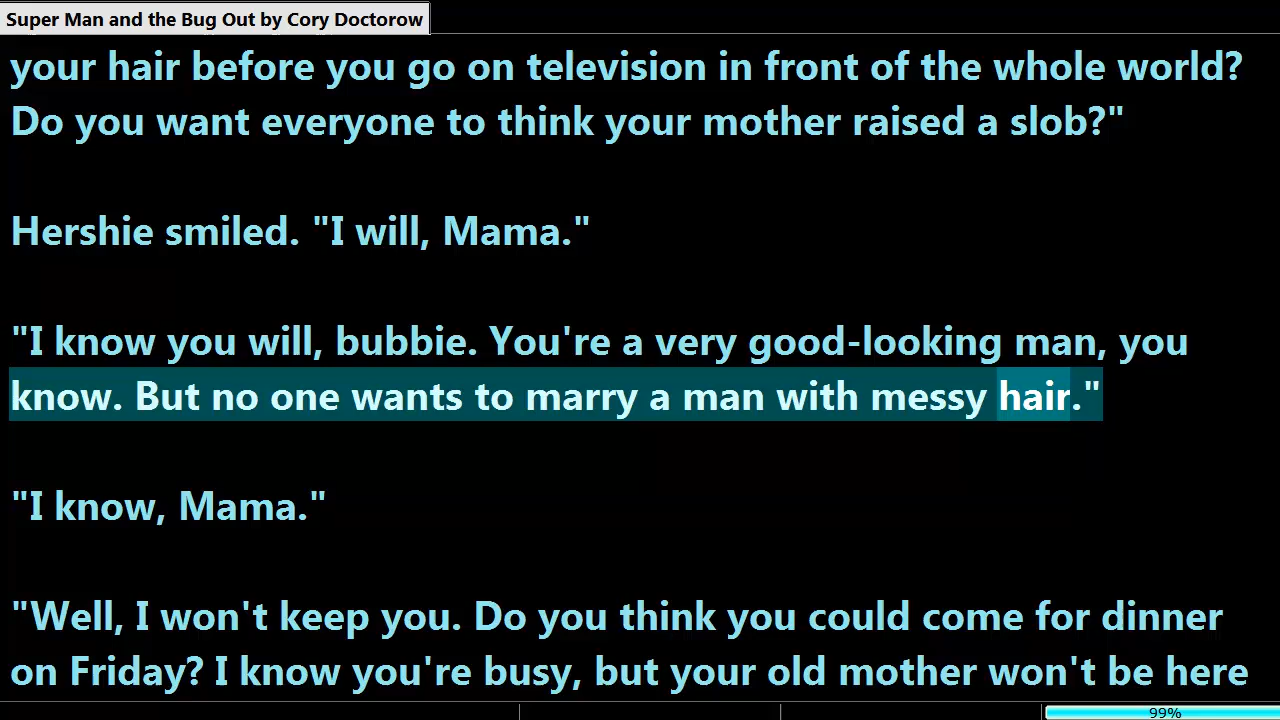 Super Man and the Bug Out by Cory Doctorow
your hair before you go on television in front of the whole world?
Do you want everyone to think your mother raised a slob?"
Hershie smiled. "I will, Mama."
"I know you will, bubbie. You're a very good-looking man, you
know. But no one wants to marry a man with messy hair."
"I know, Mama."
"Well, I won't keep you. Do you think you could come for dinner
on Friday? I know you're busy, but your old mother won't be here
99%